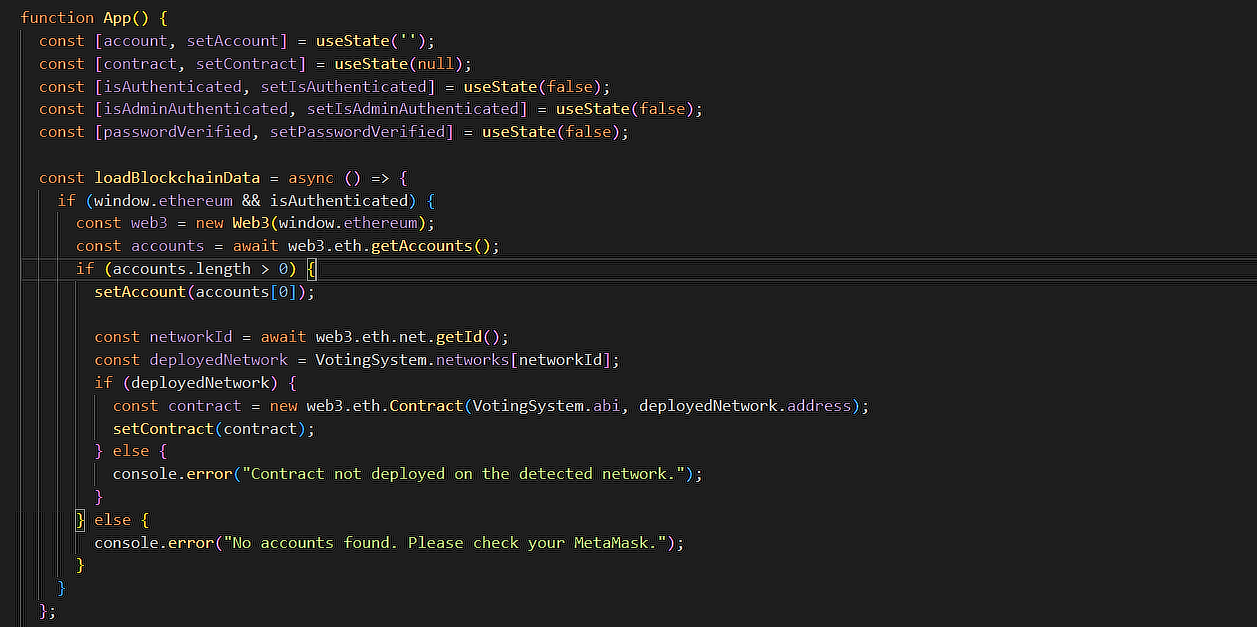 function App() {
  const [account, setAccount] = useState('');
  const [contract, setContract] = useState(null);
  const [isAuthenticated, setIsAuthenticated] = useState(false);
  const [isAdminAuthenticated, setIsAdminAuthenticated] = useState(false);
  const [passwordVerified, setPasswordVerified] = useState(false);

  const loadBlockchainData = async () => {
    if (window.ethereum && isAuthenticated) {
      const web3 = new Web3(window.ethereum);
      const accounts = await web3.eth.getAccounts();
      if (accounts.length > 0) {
        setAccount(accounts[0]);

        const networkId = await web3.eth.net.getId();
        const deployedNetwork = VotingSystem.networks[networkId];
        if (deployedNetwork) {
          const contract = new web3.eth.Contract(VotingSystem.abi, deployedNetwork.address);
          setContract(contract);
        } else {
          console.error("Contract not deployed on the detected network.");
        }
      } else {
        console.error("No accounts found. Please check your MetaMask.");
      }
    }
  };